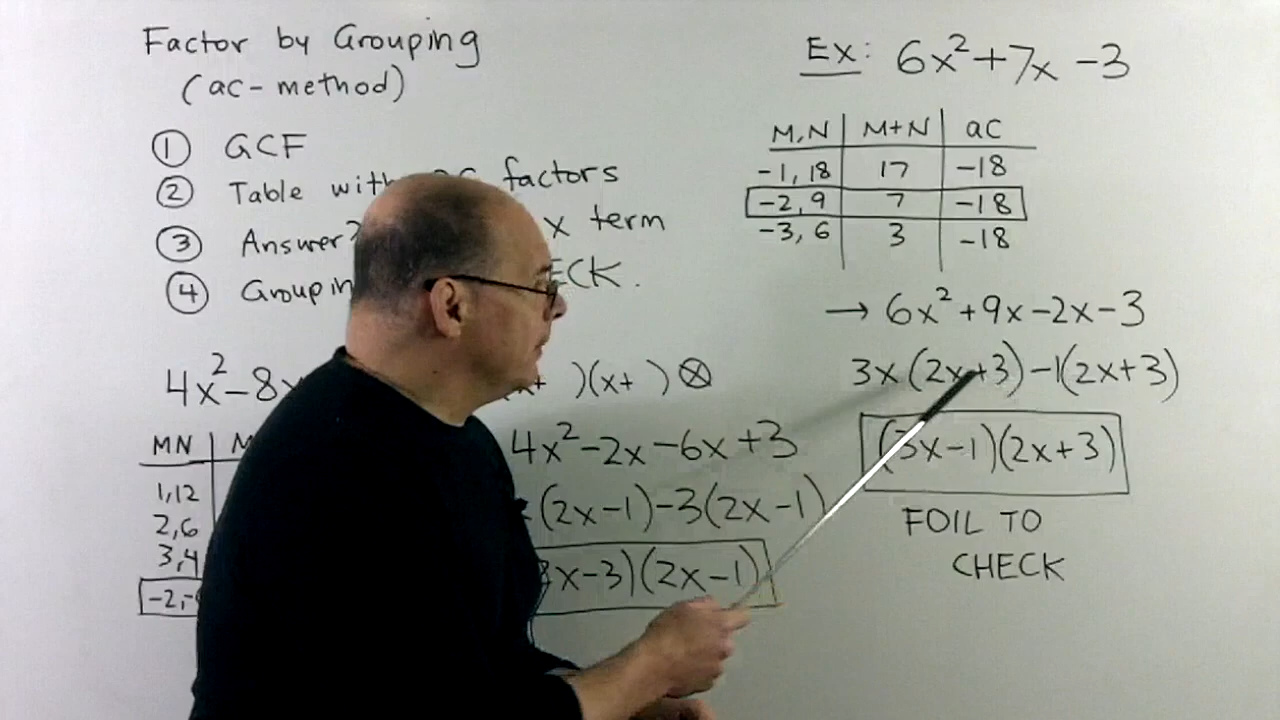 Factor by Grouping
(ac-method)
① GCF
② Table with factors
③ Answer? x term
④
4x²-8x )(x+ )⊗
MN
1,12
2,6
3,4
4x²-2x-6x+3
(2x-1)-3(2x-1)
x-3)(2x-1)
Ex: 6x²+7x-3
M,N M+N ac
-1,18 17 -18
-2,9 7 -18
-3,6 3 -18
→6x²+9x-2x-3
3x(2x+3)-1(2x+3)
(3x-1)(2x+3)
FOIL TO
CHECK